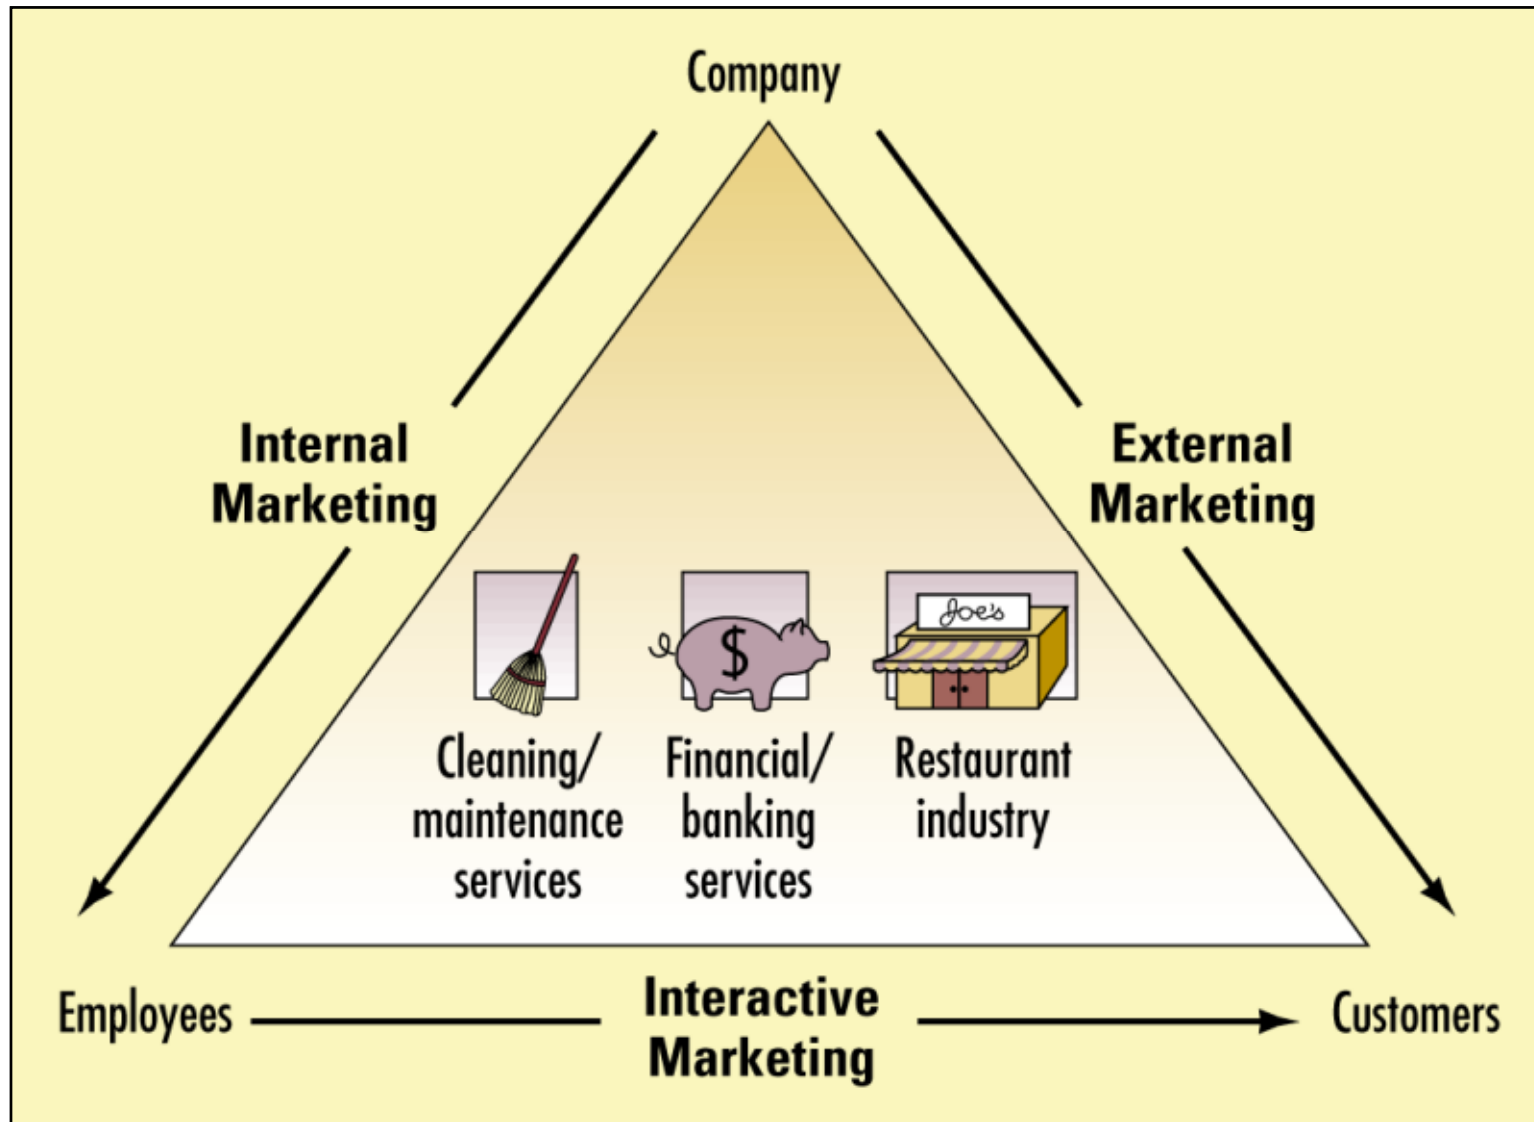 Company
Internal
Marketing
External
Marketing
Joe's
$
Cleaning/
maintenance
services
Financial/
banking
services
Restaurant
industry
Employees
Interactive
Marketing
Customers